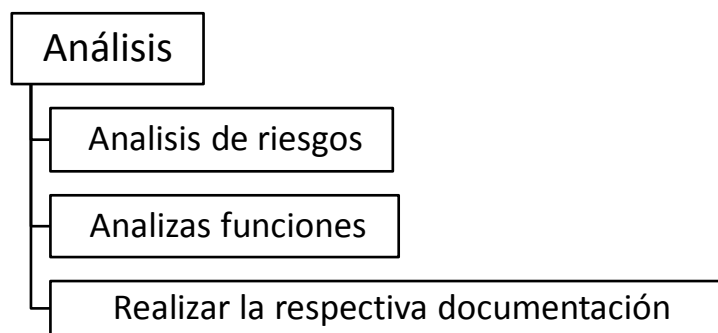 Análisis
Analisis de riesgos
Analizas funciones
Realizar la respectiva documentación